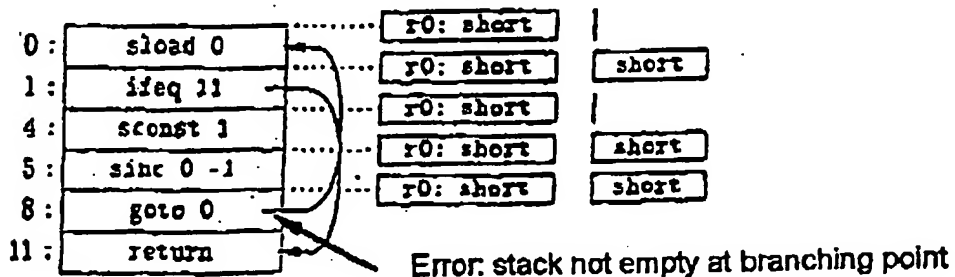 r0: short
0: sload 0
r0: short short
1: ifeq 11
r0: short
4: sconst 1
r0: short short
5: sinc 0 -1
r0: short short
8: goto 0
11: return
Error: stack not empty at branching point